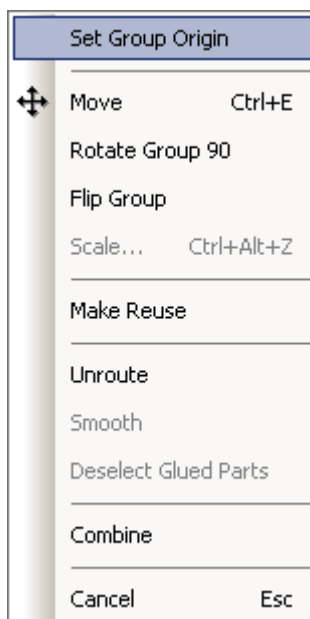 Set Group Origin
Move Ctrl+E
Rotate Group 90
Flip Group
Scale... Ctrl+Alt+Z
Make Reuse
Unroute
Smooth
Deselect Glued Parts
Combine
Cancel Esc